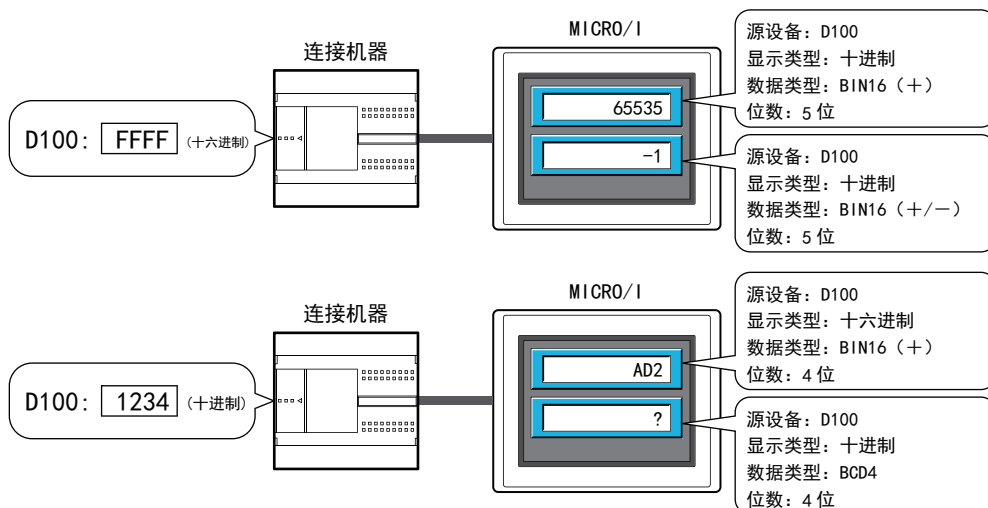 MICRO/I
连接机器
D100: FFFF (十六进制)
65535
-1
源设备: D100
显示类型: 十进制
数据类型: BIN16 (+)
位数: 5 位
源设备: D100
显示类型: 十进制
数据类型: BIN16 (+/-)
位数: 5 位
MICRO/I
连接机器
D100: 1234 (十进制)
AD2
?
源设备: D100
显示类型: 十六进制
数据类型: BIN16 (+)
位数: 4 位
源设备: D100
显示类型: 十进制
数据类型: BCD4
位数: 4 位